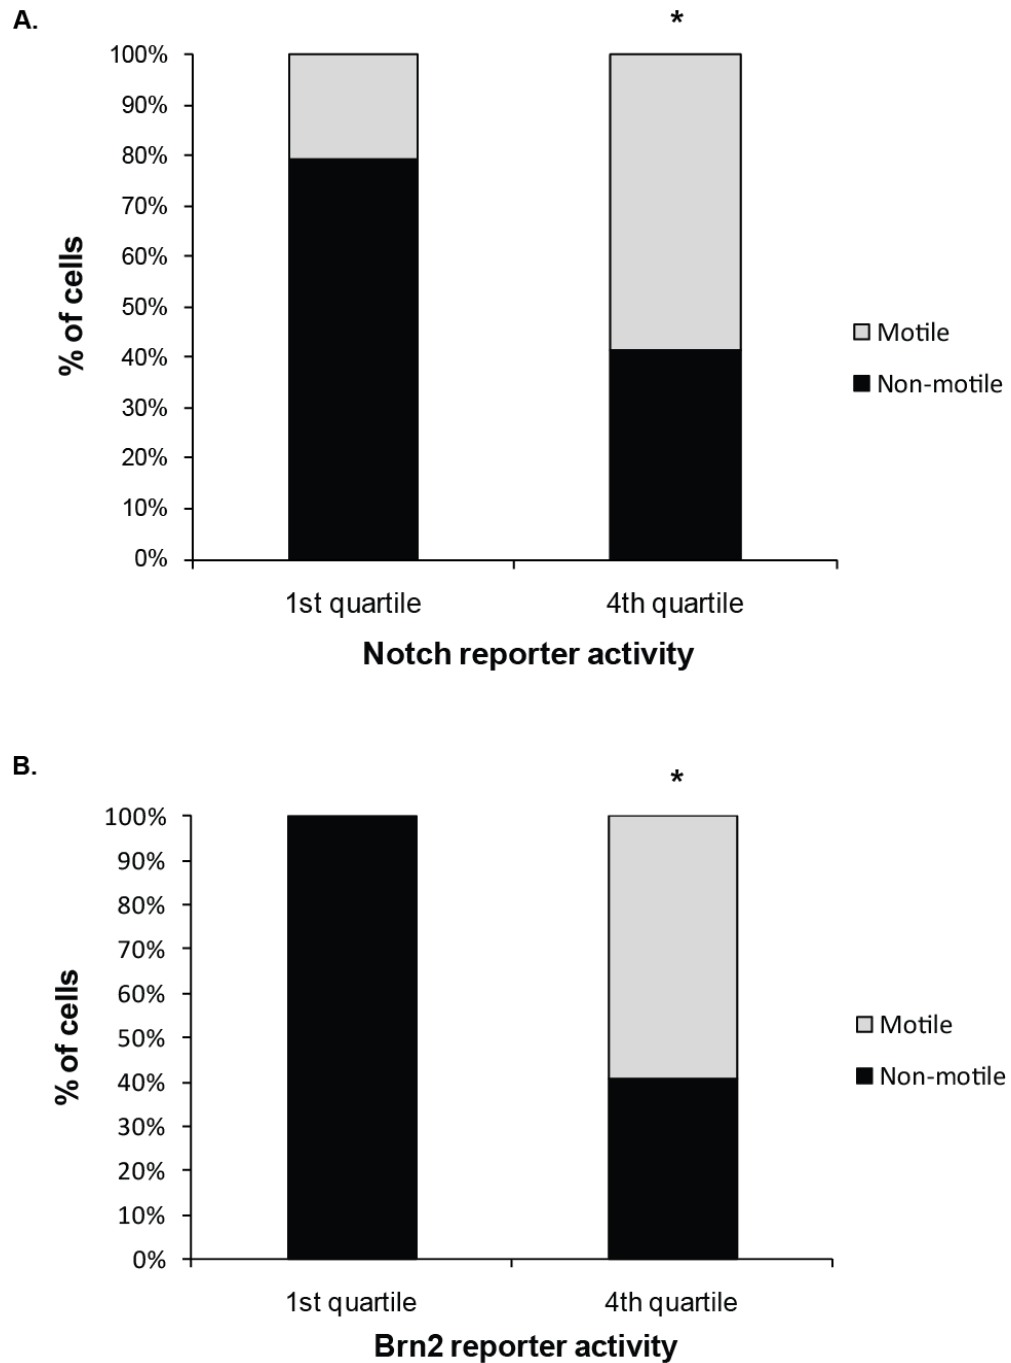 A.
*
100%
90%
80%
70%
60%
50%
40%
30%
20%
10%
0%
% of cells
Motile
Non-motile
1st quartile 4th quartile
Notch reporter activity
B.
*
100%
90%
80%
70%
60%
50%
40%
30%
20%
10%
0%
% of cells
Motile
Non-motile
1st quartile 4th quartile
Brn2 reporter activity